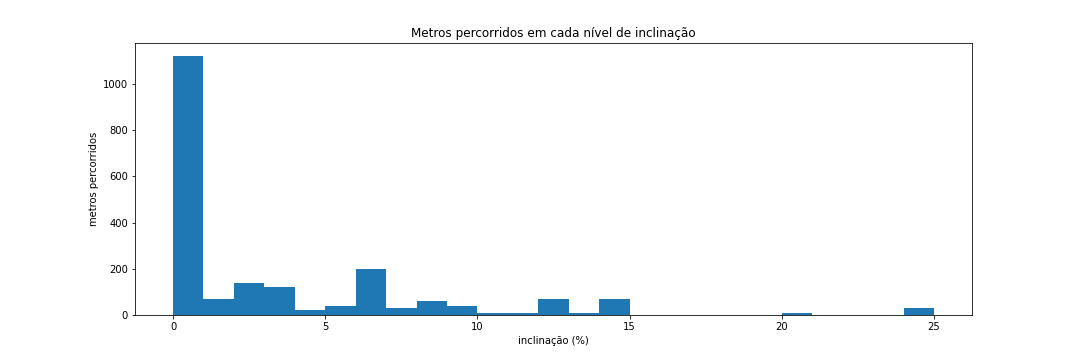 Metros percorridos em cada nível de inclinação
metros percorridos
1000
800
600
400
200
0
0 5 10 15 20 25
inclinação (%)